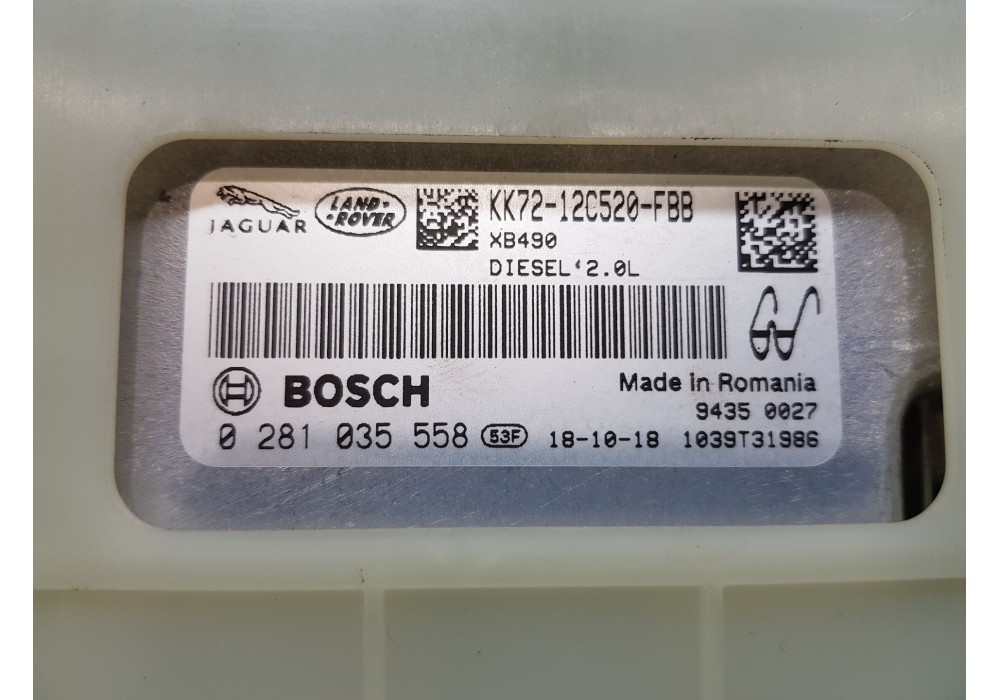 JAGUAR
LAND-
ROVER
KK72-12C520-FBB
XB490
DIESEL'2.0L
BOSCH
Made in Romania
9435 0027
0 281 035 558 53F 18-10-18 1039T31986